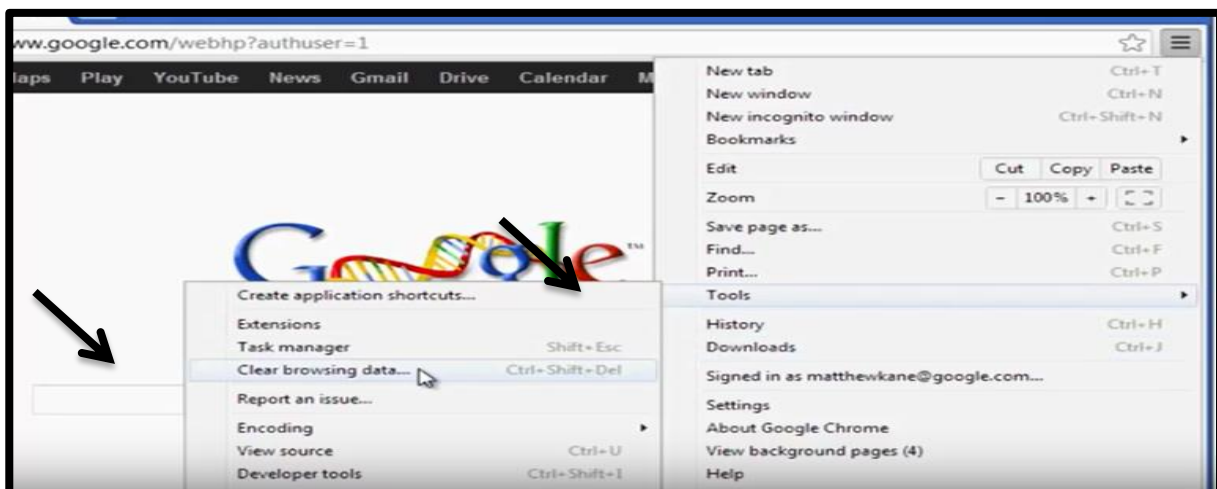 ww.google.com/webhp?authuser=1
laps Play YouTube News Gmail Drive Calendar M
New tab Ctrl+T
New window Ctrl+N
New incognito window Ctrl+Shift+N
Bookmarks
Edit Cut Copy Paste
Zoom - 100% +
Save page as... Ctrl+S
Find... Ctrl+F
Print... Ctrl+P
Tools
History Ctrl+H
Downloads Ctrl+J
Signed in as matthewkane@google.com...
Settings
About Google Chrome
View background pages (4)
Help
Google™
Create application shortcuts...
Extensions
Task manager Shift+Esc
Clear browsing data... Ctrl+Shift+Del
Report an issue...
Encoding
View source Ctrl+U
Developer tools Ctrl+Shift+I